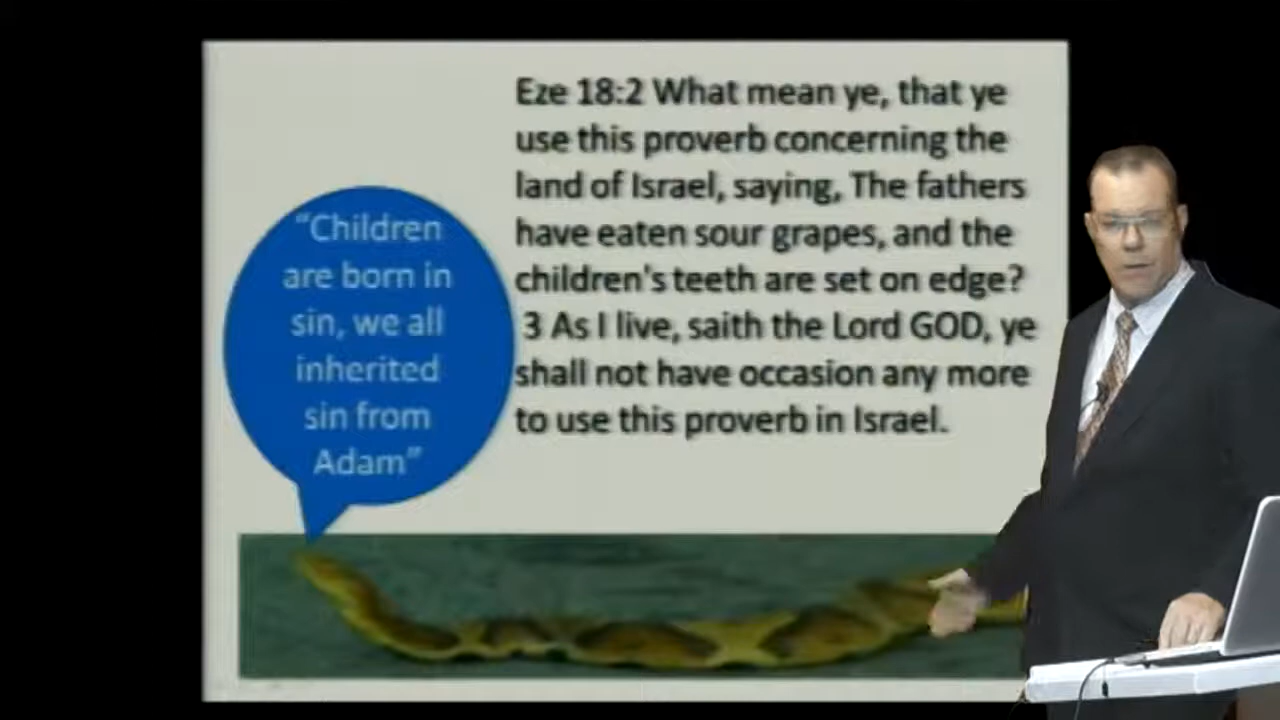 “Children
are born in
sin, we all
inherited
sin from
Adam”
Eze 18:2 What mean ye, that ye
use this proverb concerning the
land of Israel, saying, The fathers
have eaten sour grapes, and the
children's teeth are set on edge?
3 As I live, saith the Lord GOD, ye
shall not have occasion any more
to use this proverb in Israel.